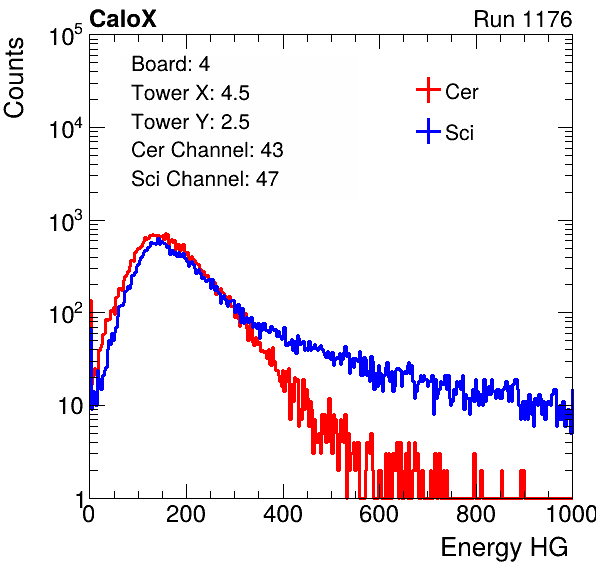 CaloX Run 1176
Counts
10^5
10^4
10^3
10^2
10
1
Board: 4
Tower X: 4.5
Tower Y: 2.5
Cer Channel: 43
Sci Channel: 47
Cer
Sci
0 200 400 600 800 1000
Energy HG